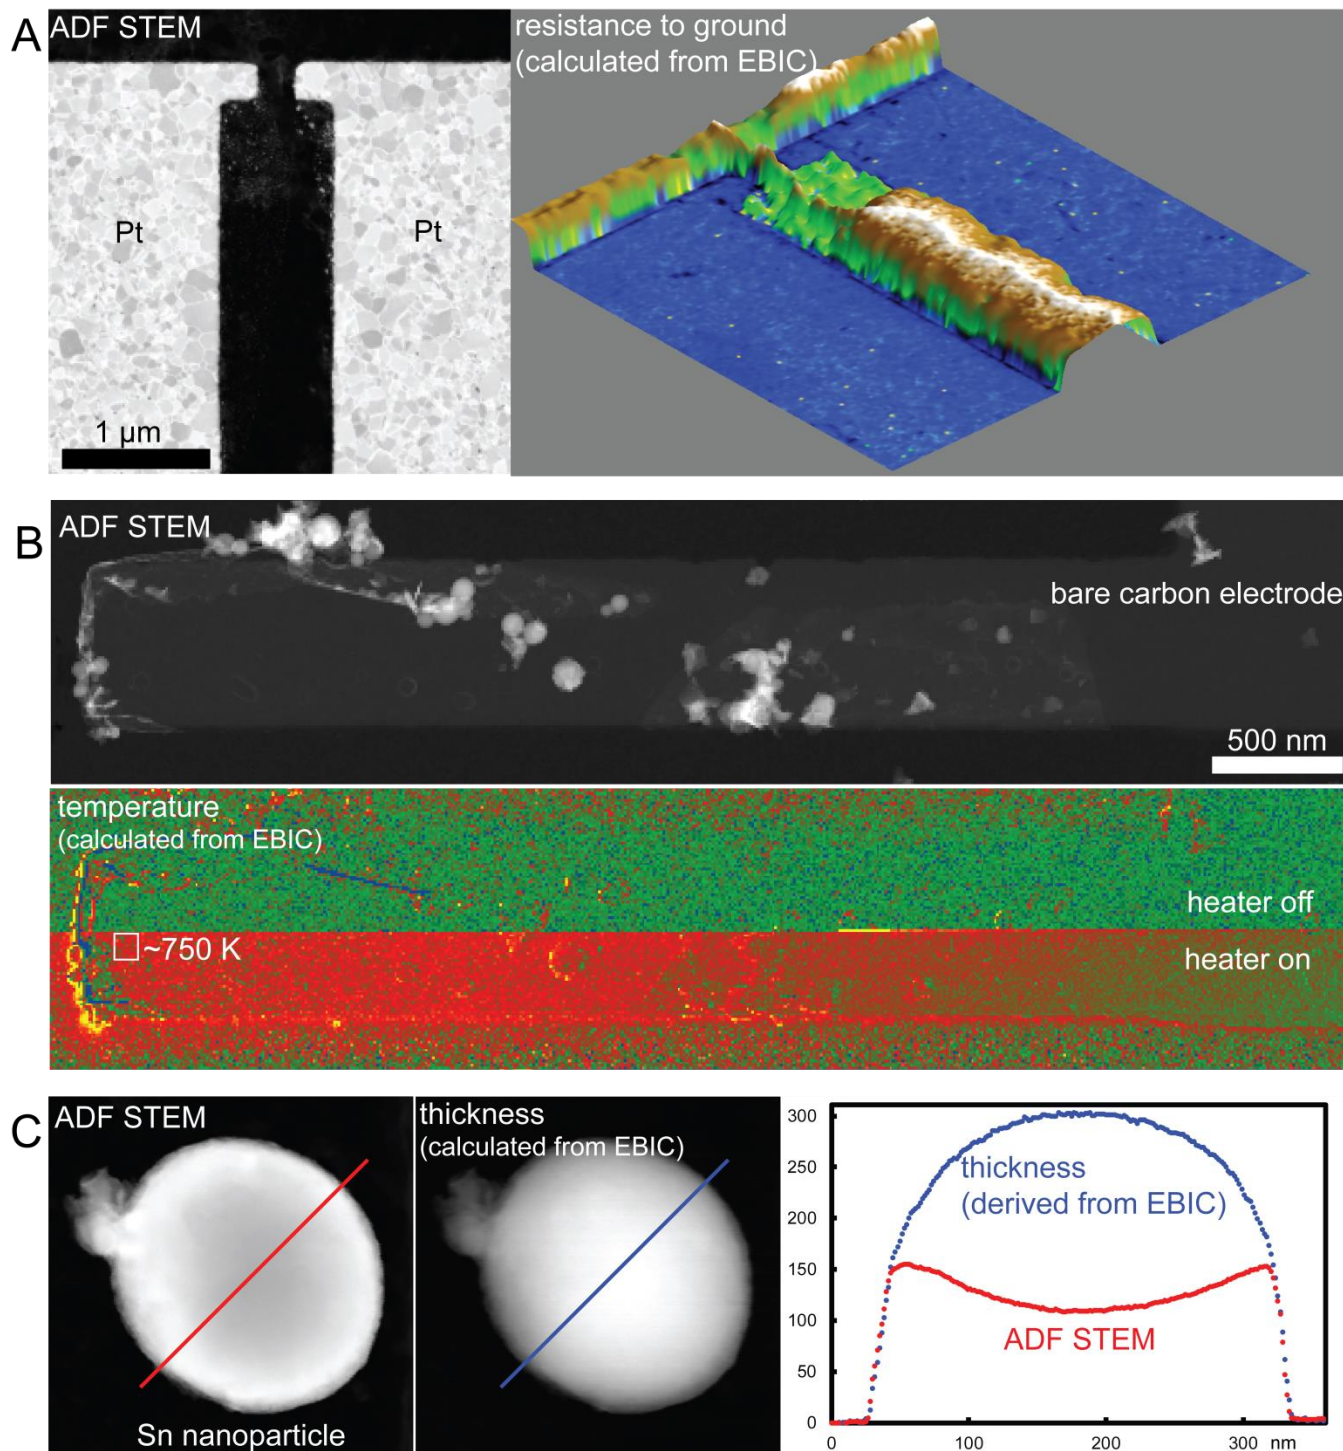 A
ADF STEM
Pt
Pt
1 µm
resistance to ground
(calculated from EBIC)
B
ADF STEM
bare carbon electrode
500 nm
temperature
(calculated from EBIC)
heater off
~750 K
heater on
C
ADF STEM
Sn nanoparticle
thickness
(calculated from EBIC)
300
250
200
150
100
50
0
thickness
(derived from EBIC)
ADF STEM
0
100
200
300
nm